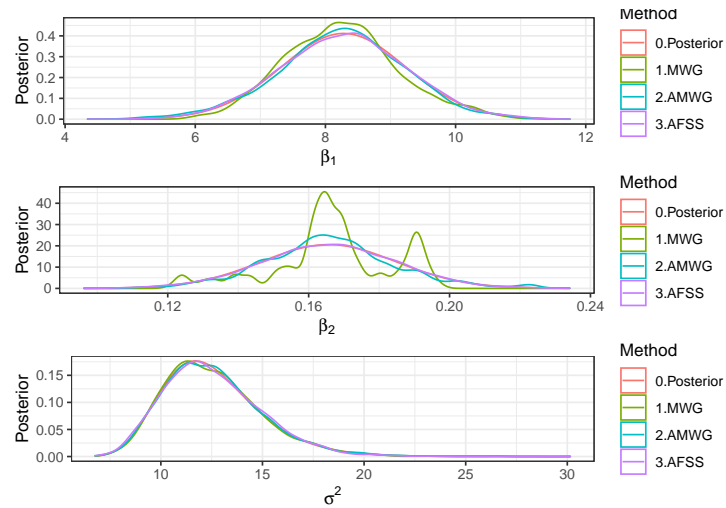 Method
0.4
0.3
0.2
0.1
0.0
Posterior
4
6
8
10
12
β1
0.Posterior
1.MWG
2.AMWG
3.AFSS
Method
40
30
20
10
0
Posterior
0.12
0.16
0.20
0.24
β2
0.Posterior
1.MWG
2.AMWG
3.AFSS
Method
0.15
0.10
0.05
0.00
Posterior
10
15
20
25
30
σ²
0.Posterior
1.MWG
2.AMWG
3.AFSS